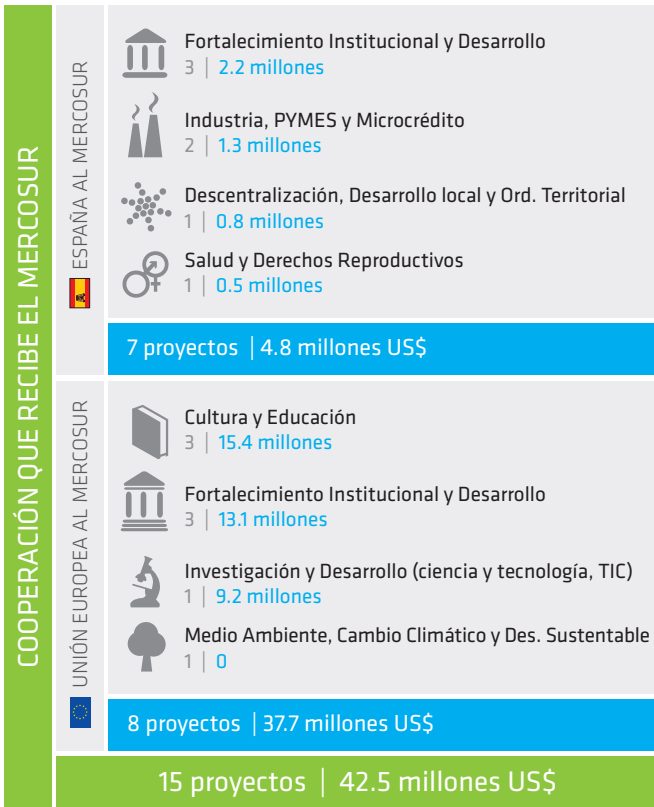 COOPERACIÓN QUE RECIBE EL MERCOSUR
ESPAÑA AL MERCOSUR
Fortalecimiento Institucional y Desarrollo
3 | 2.2 millones
Industria, PYMES y Microcrédito
2 | 1.3 millones
Descentralización, Desarrollo local y Ord. Territorial
1 | 0.8 millones
Salud y Derechos Reproductivos
1 | 0.5 millones
7 proyectos | 4.8 millones US$
UNIÓN EUROPEA AL MERCOSUR
Cultura y Educación
3 | 15.4 millones
Fortalecimiento Institucional y Desarrollo
3 | 13.1 millones
Investigación y Desarrollo (ciencia y tecnología, TIC)
1 | 9.2 millones
Medio Ambiente, Cambio Climático y Des. Sustentable
1 | 0
8 proyectos | 37.7 millones US$
15 proyectos | 42.5 millones US$